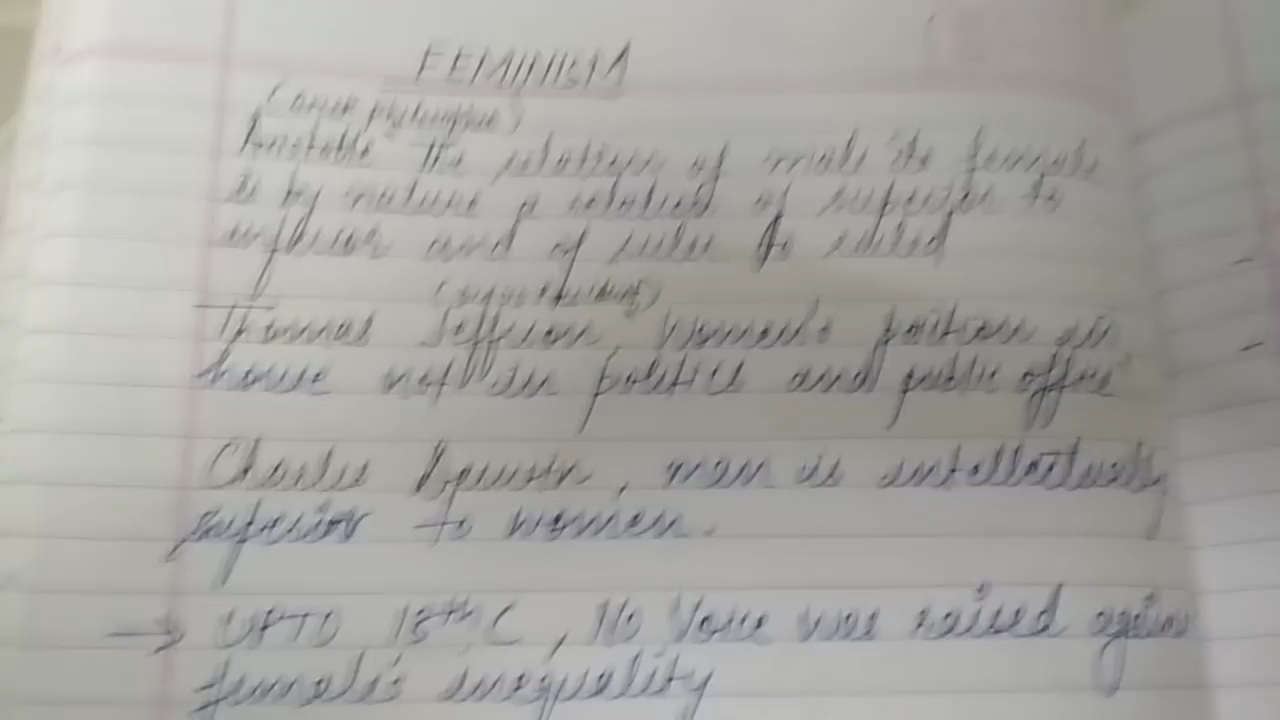 FEMINISM
(Greek philosopher)
Aristotle "The relation of male to female
is by nature a relation of superior to
inferior and of ruler to ruled
Thomas Jefferson, Women's position in
house not in politics and public office"
Charles Darwin, man is intellectually
superior to women.
→ UPTO 18th C, No Voice was raised against
female's inequality